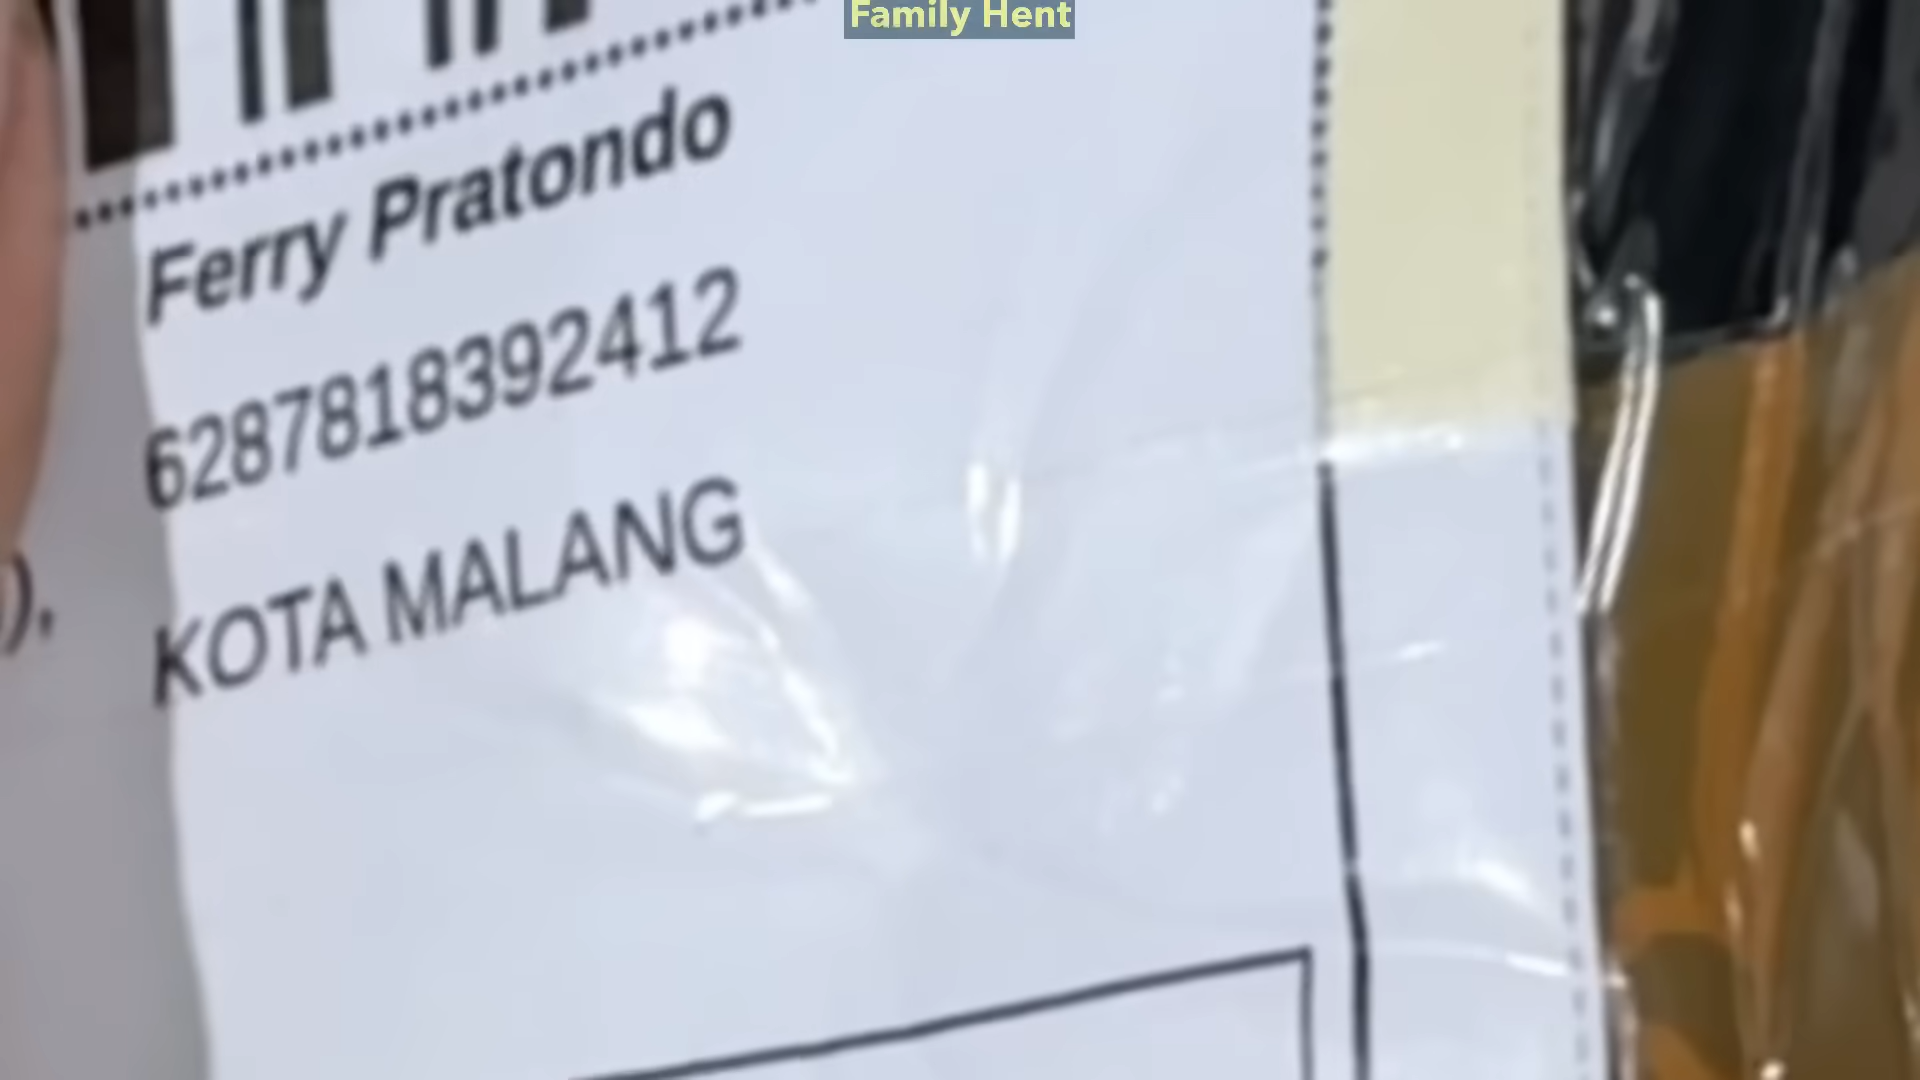 Family Hent
Ferry Pratondo
6287818392412
KOTA MALANG
),